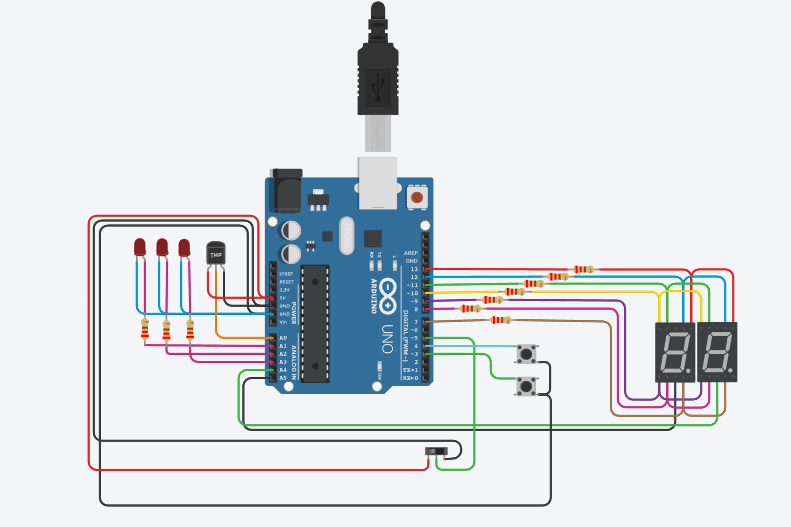 AREF
GND
13
12
~11
~10
~9
8
7
~6
~5
4
~3
2
TX→1
RX←0
DIGITAL (PWM~)
IOREF
RESET
3.3V
5V
GND
GND
Vin
POWER
A0
A1
A2
A3
A4
A5
ANALOG IN
RX
TX
L
ON
ARDUINO
UNO
TMP